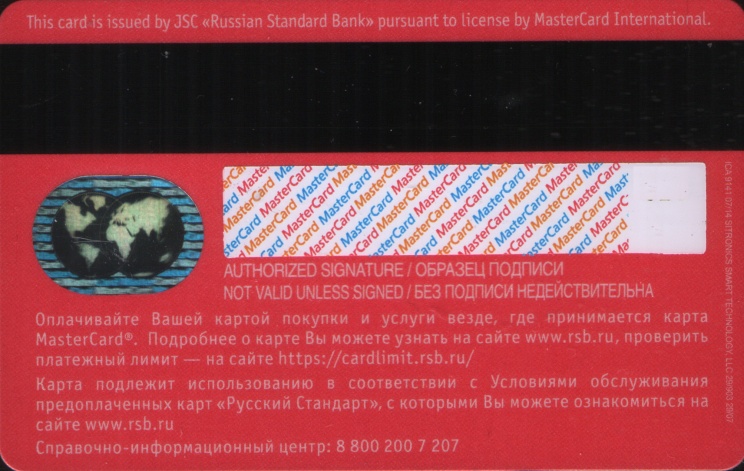 This card is issued by JSC «Russian Standard Bank» pursuant to license by MasterCard International.
AUTHORIZED SIGNATURE / ОБРАЗЕЦ ПОДПИСИ
NOT VALID UNLESS SIGNED / БЕЗ ПОДПИСИ НЕДЕЙСТВИТЕЛЬНА
Оплачивайте Вашей картой покупки и услуги везде, где принимается карта
MasterCard®. Подробнее о карте Вы можете узнать на сайте www.rsb.ru, проверить
платежный лимит — на сайте https://cardlimit.rsb.ru/
Карта подлежит использованию в соответствии с Условиями обслуживания
предоплаченных карт «Русский Стандарт», с которыми Вы можете ознакомиться на
сайте www.rsb.ru
Справочно-информационный центр: 8 800 200 7 207
SITRONICS SMART TECHNOLOGY, LLC